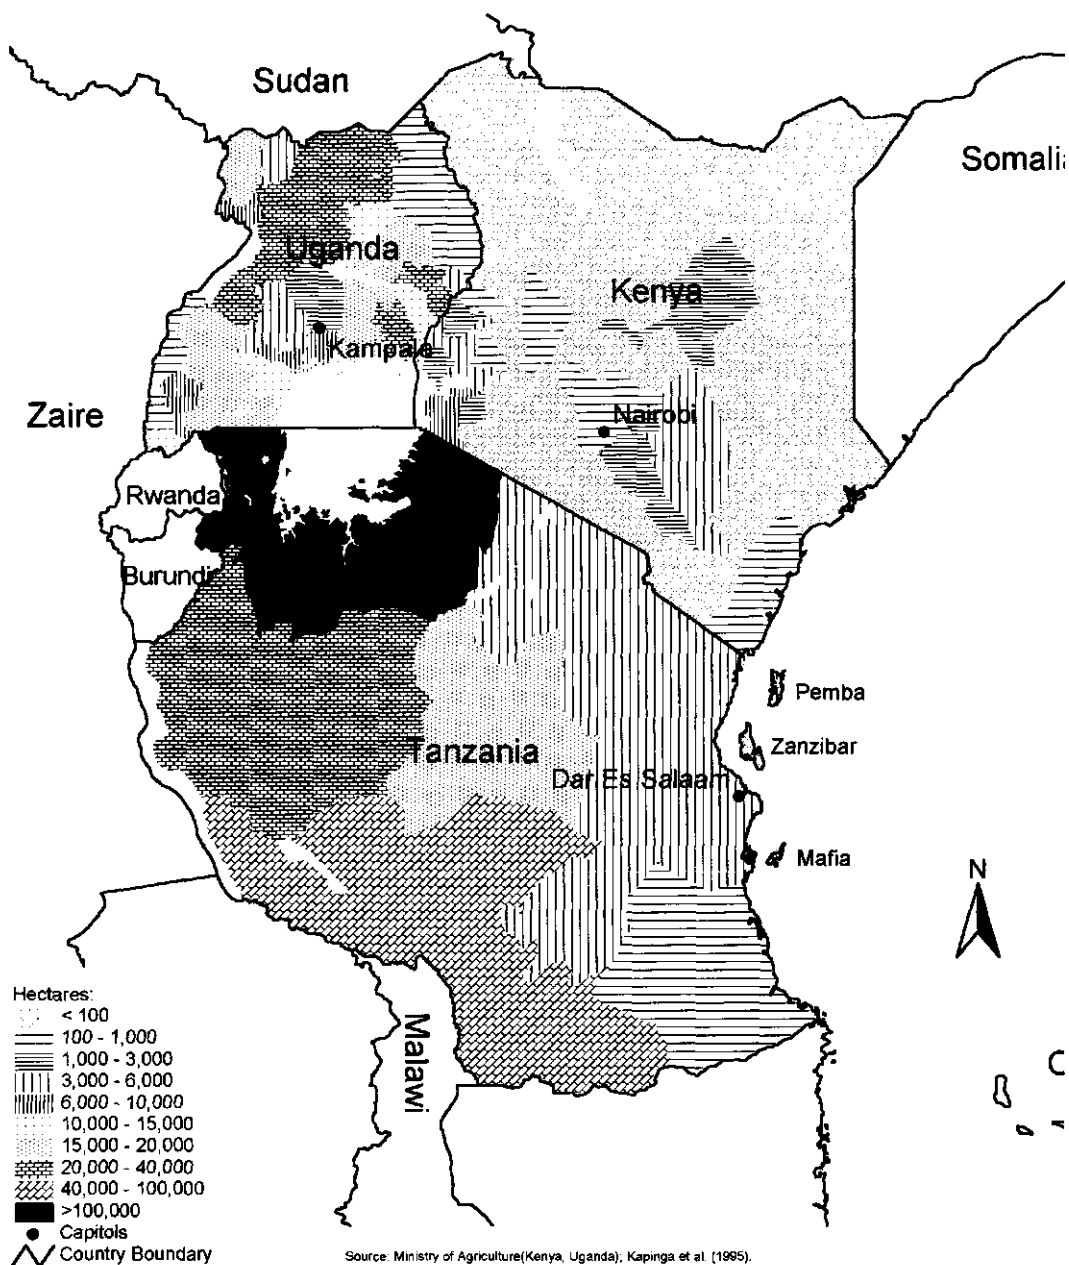 Sudan
Somalia
Uganda
Kenya
Kampala
Zaire
Nairobi
Rwanda
Burundi
Pemba
Tanzania
Zanzibar
Dar Es Salaam
Mafia
N
Malawi
Hectares:
< 100
100 - 1,000
1,000 - 3,000
3,000 - 6,000
6,000 - 10,000
10,000 - 15,000
15,000 - 20,000
20,000 - 40,000
40,000 - 100,000
>100,000
Capitols
Country Boundary
Source: Ministry of Agriculture(Kenya, Uganda); Kapinga et al. (1995).